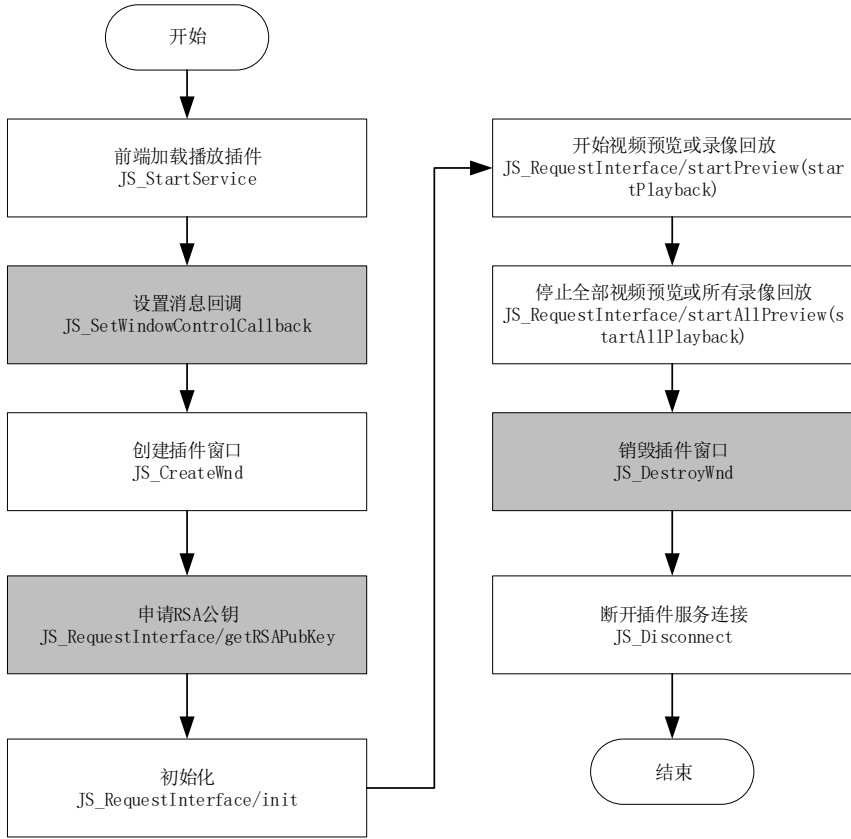 开始
前端加载播放插件
JS_StartService
设置消息回调
JS_SetWindowControlCallback
创建插件窗口
JS_CreateWnd
申请RSA公钥
JS_RequestInterface/getRSAPubKey
初始化
JS_RequestInterface/init
开始视频预览或录像回放
JS_RequestInterface/startPreview(star
tPlayback)
停止全部视频预览或所有录像回放
JS_RequestInterface/startAllPreview(s
tartAllPlayback)
销毁插件窗口
JS_DestroyWnd
断开插件服务连接
JS_Disconnect
结束